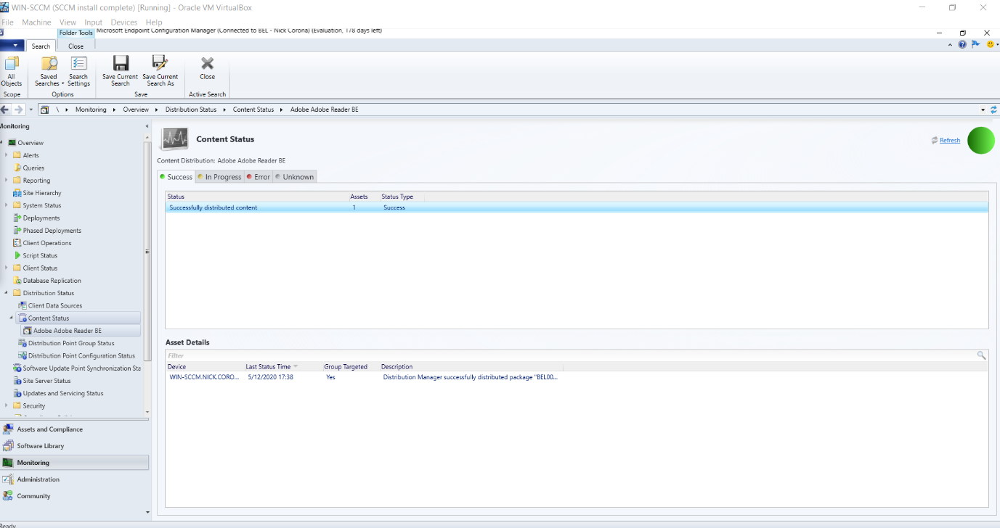 WIN-SCCM (SCCM install complete) [Running] - Oracle VM VirtualBox
File Machine View Input Devices Help
Folder Tools Microsoft Endpoint Configuration Manager (Connected to BEL - Nick Corona) (Evaluation, 178 days left)
Search Close
All Objects
Saved Searches
Search Settings
Save Current Search
Save Current Search As
Close
Scope Options Save Active Search
\ Monitoring Overview Distribution Status Content Status Adobe Adobe Reader BE
Monitoring
Overview
Alerts
Queries
Reporting
Site Hierarchy
System Status
Deployments
Phased Deployments
Client Operations
Script Status
Client Status
Database Replication
Distribution Status
Client Data Sources
Content Status
Adobe Adobe Reader BE
Distribution Point Group Status
Distribution Point Configuration Status
Software Update Point Synchronization Sta
Site Server Status
Updates and Servicing Status
Security
Assets and Compliance
Software Library
Monitoring
Administration
Community
Ready
Content Status
Refresh
Content Distribution: Adobe Adobe Reader BE
Success In Progress Error Unknown
Status Assets Status Type
Successfully distributed content 1 Success
Asset Details
Filter
Device Last Status Time Group Targeted Description
WIN-SCCM.NICK.CORO... 5/12/2020 17:38 Yes Distribution Manager successfully distributed package "BEL00...